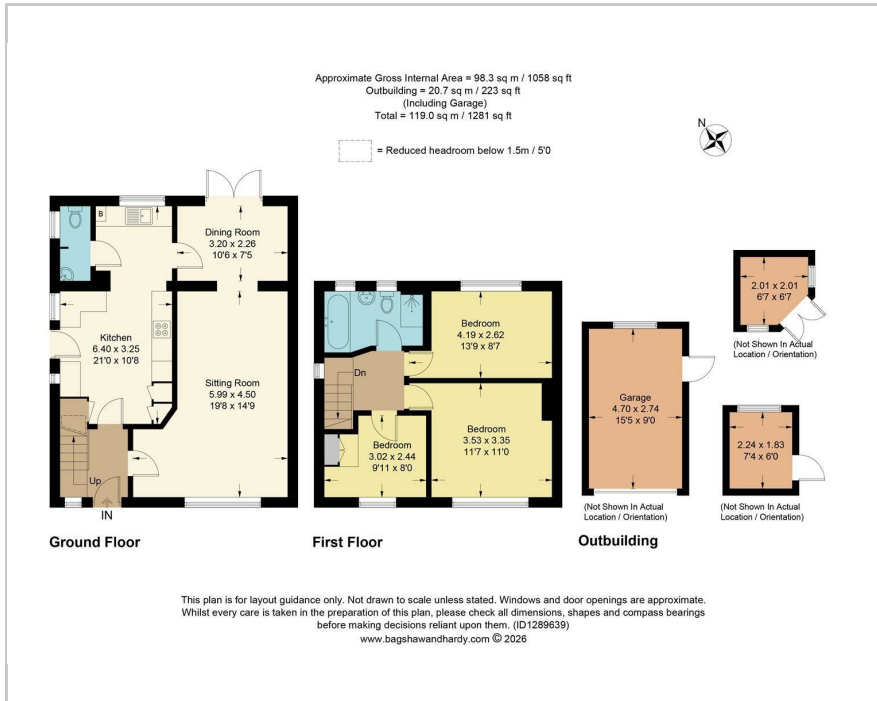 Approximate Gross Internal Area = 98.3 sq m / 1058 sq ft
Outbuilding = 20.7 sq m / 223 sq ft
(Including Garage)
Total = 119.0 sq m / 1281 sq ft
= Reduced headroom below 1.5m / 5'0
N
B
Dining Room
3.20 x 2.26
10'6 x 7'5
Kitchen
6.40 x 3.25
21'0 x 10'8
Sitting Room
5.99 x 4.50
19'8 x 14'9
Up
IN
Ground Floor
Bedroom
4.19 x 2.62
13'9 x 8'7
Dn
Bedroom
3.53 x 3.35
11'7 x 11'0
Bedroom
3.02 x 2.44
9'11 x 8'0
First Floor
Garage
4.70 x 2.74
15'5 x 9'0
(Not Shown In Actual
Location / Orientation)
Outbuilding
2.01 x 2.01
6'7 x 6'7
(Not Shown In Actual
Location / Orientation)
2.24 x 1.83
7'4 x 6'0
(Not Shown In Actual
Location / Orientation)
This plan is for layout guidance only. Not drawn to scale unless stated. Windows and door openings are approximate.
Whilst every care is taken in the preparation of this plan, please check all dimensions, shapes and compass bearings
before making decisions reliant upon them. (ID1289639)
www.bagshawandhardy.com © 2026